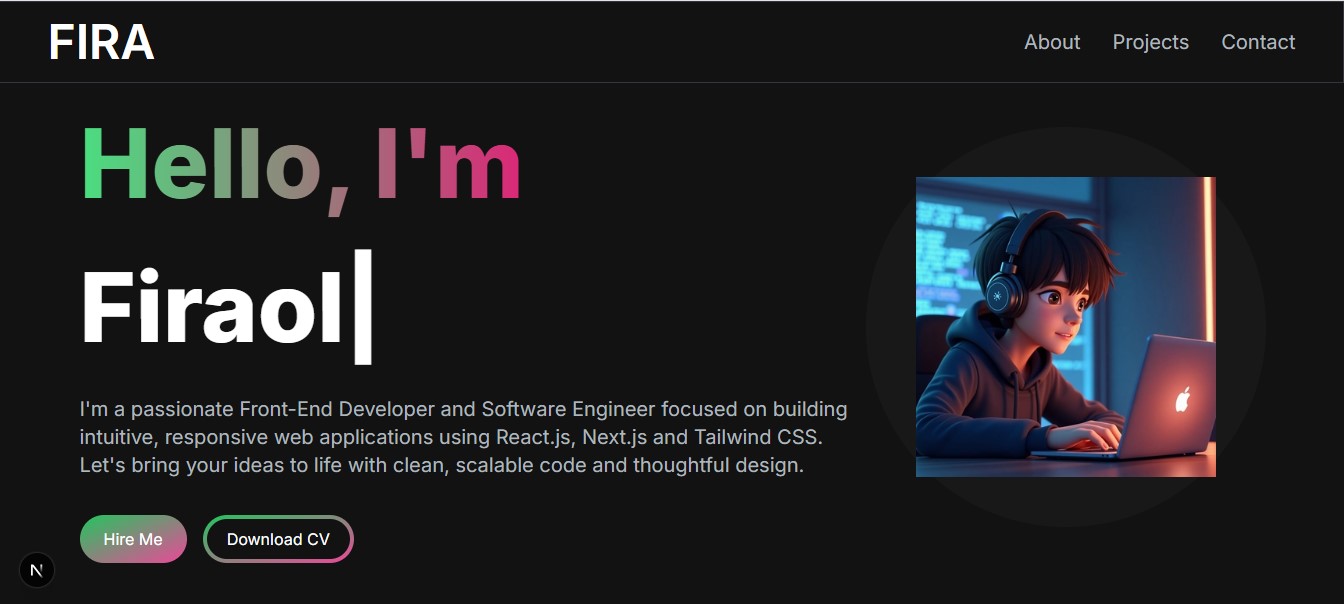 FIRA
About Projects Contact
Hello, I'm
Firaol
I'm a passionate Front-End Developer and Software Engineer focused on building
intuitive, responsive web applications using React.js, Next.js and Tailwind CSS.
Let's bring your ideas to life with clean, scalable code and thoughtful design.
Hire Me
Download CV
N